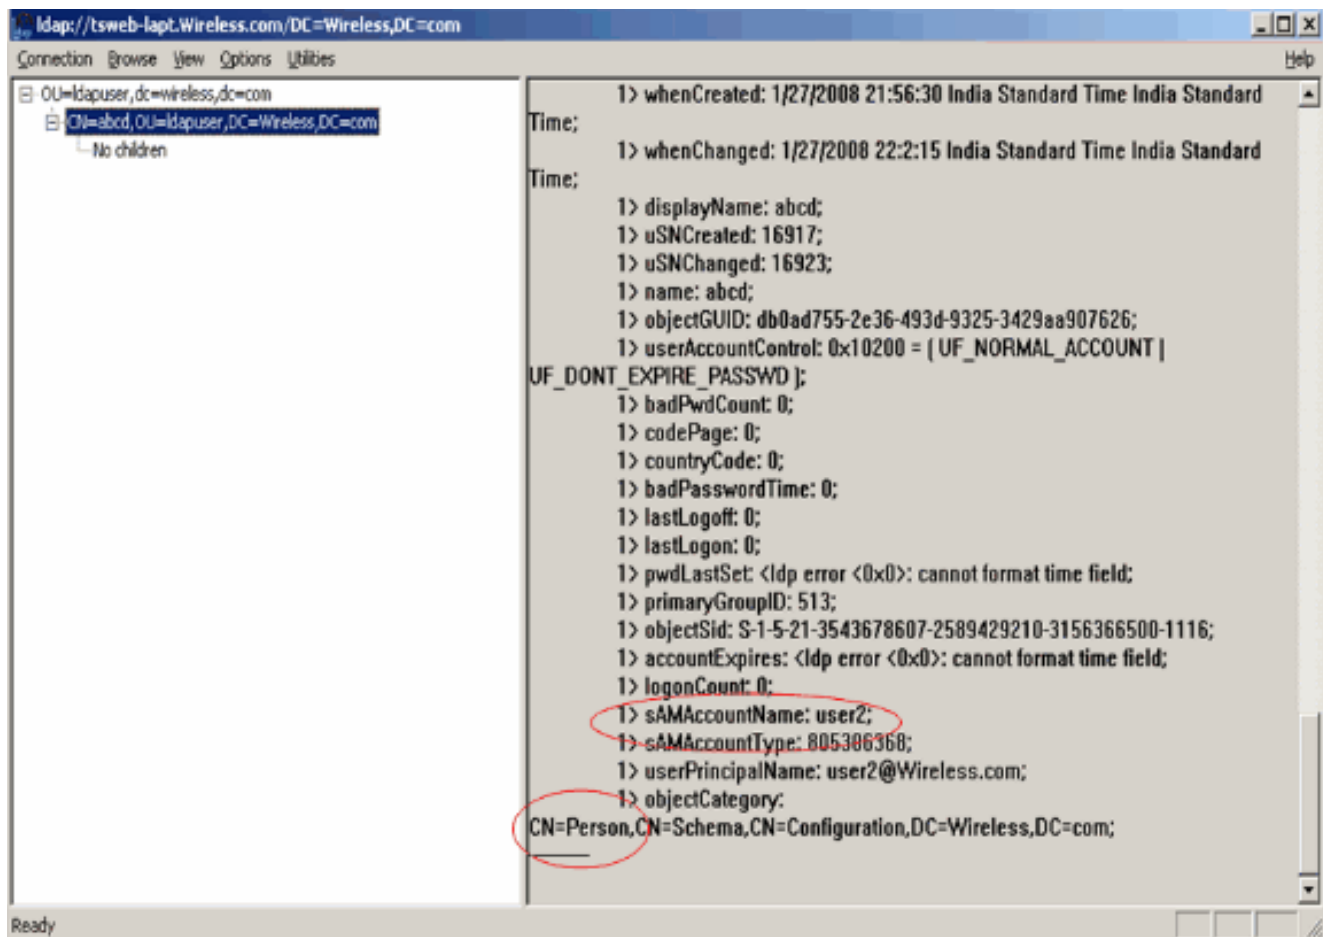 ldap://tsweb-lapt.Wireless.com/DC=Wireless,DC=com
Connection Browse View Options Utilities Help
OU=ldapuser,dc=wireless,dc=com
CN=abcd,OU=ldapuser,DC=Wireless,DC=com
No children
1> whenCreated: 1/27/2008 21:56:30 India Standard Time India Standard
Time;
1> whenChanged: 1/27/2008 22:2:15 India Standard Time India Standard
Time;
1> displayName: abcd;
1> uSNCreated: 16917;
1> uSNChanged: 16923;
1> name: abcd;
1> objectGUID: db0ad755-2e36-493d-9325-3429aa907626;
1> userAccountControl: 0x10200 = ( UF_NORMAL_ACCOUNT |
UF_DONT_EXPIRE_PASSWD );
1> badPwdCount: 0;
1> codePage: 0;
1> countryCode: 0;
1> badPasswordTime: 0;
1> lastLogoff: 0;
1> lastLogon: 0;
1> pwdLastSet: <ldp error <0x0>: cannot format time field;
1> primaryGroupID: 513;
1> objectSid: S-1-5-21-3543678607-2589429210-3156366500-1116;
1> accountExpires: <ldp error <0x0>: cannot format time field;
1> logonCount: 0;
1> sAMAccountName: user2;
1> sAMAccountType: 805306368;
1> userPrincipalName: user2@Wireless.com;
1> objectCategory:
CN=Person,CN=Schema,CN=Configuration,DC=Wireless,DC=com;
Ready